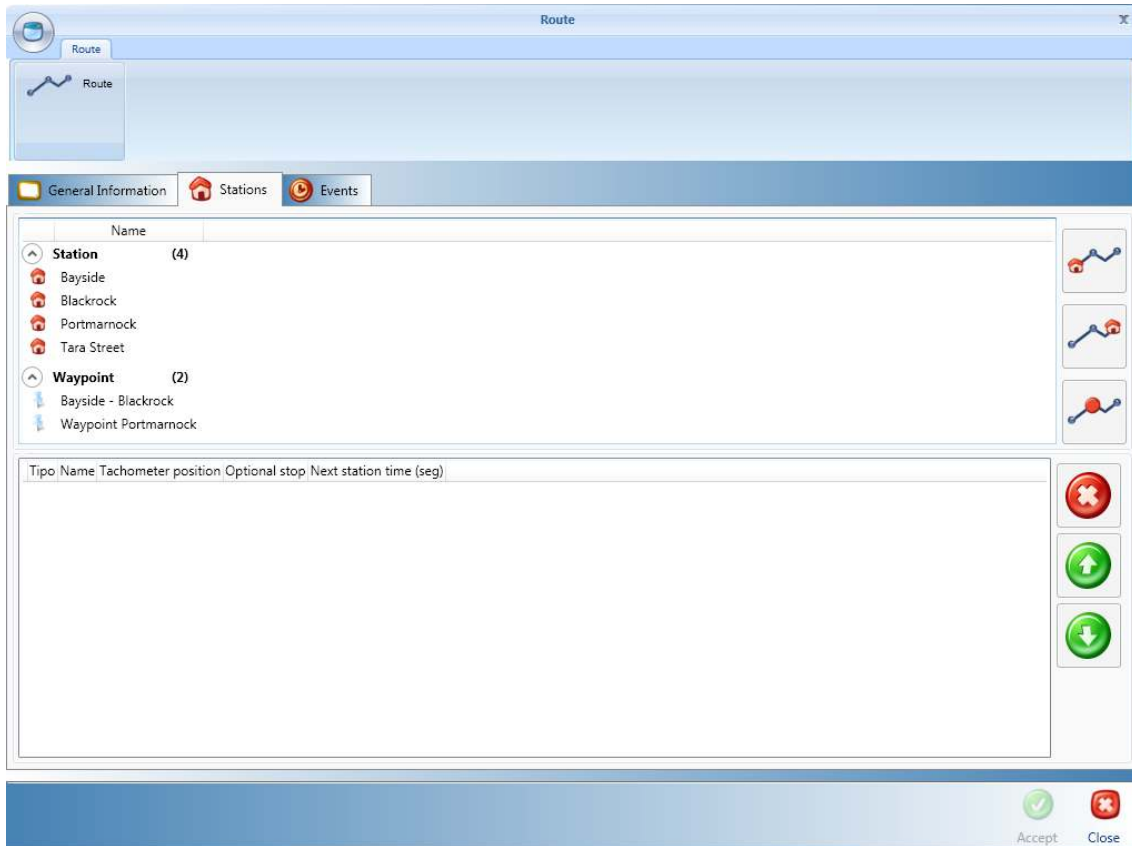 Route
x
Route
Route
General Information Stations Events
Name
Station (4)
Bayside
Blackrock
Portmarnock
Tara Street
Waypoint (2)
Bayside - Blackrock
Waypoint Portmarnock
Tipo Name Tachometer position Optional stop Next station time (seg)
Accept Close